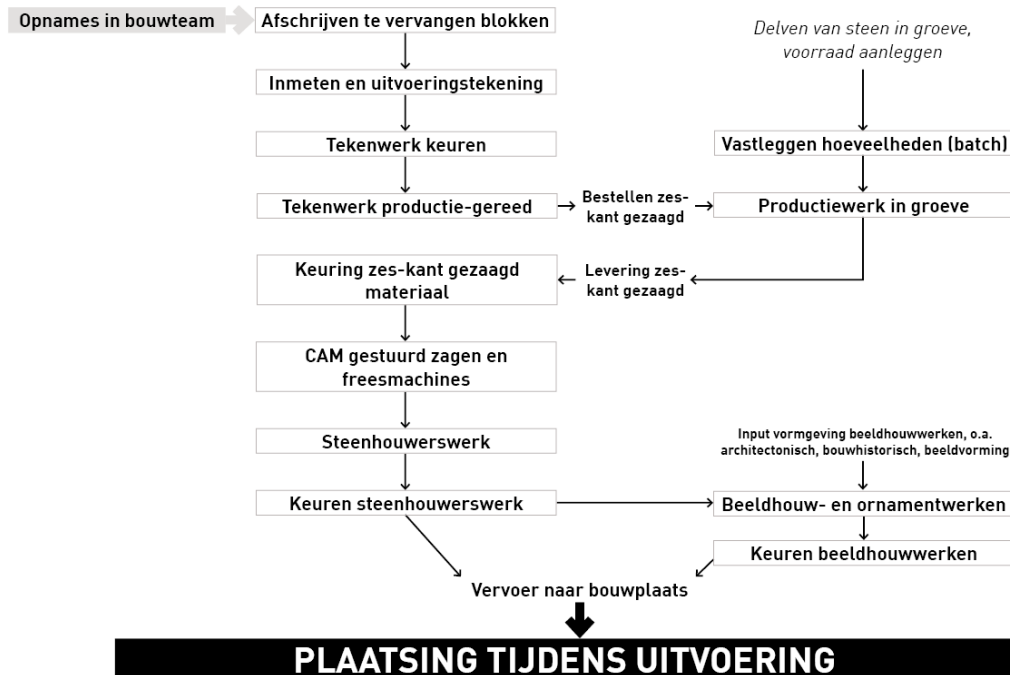 Opnames in bouwteam
Afschrijven te vervangen blokken
Delven van steen in groeve,
voorraad aanleggen
Inmeten en uitvoeringstekening
Tekenwerk keuren
Vastleggen hoeveelheden (batch)
Tekenwerk productie-gereed
Bestellen zes-
kant gezaagd
Productiewerk in groeve
Keuring zes-kant gezaagd
materiaal
Levering zes-
kant gezaagd
CAM gestuurd zagen en
freesmachines
Steenhouwerswerk
Input vormgeving beeldhouwwerken, o.a.
architectonisch, bouwhistorisch, beeldvorming
Keuren steenhouwerswerk
Beeldhouw- en ornamentwerken
Keuren beeldhouwwerken
Vervoer naar bouwplaats
PLAATSING TIJDENS UITVOERING